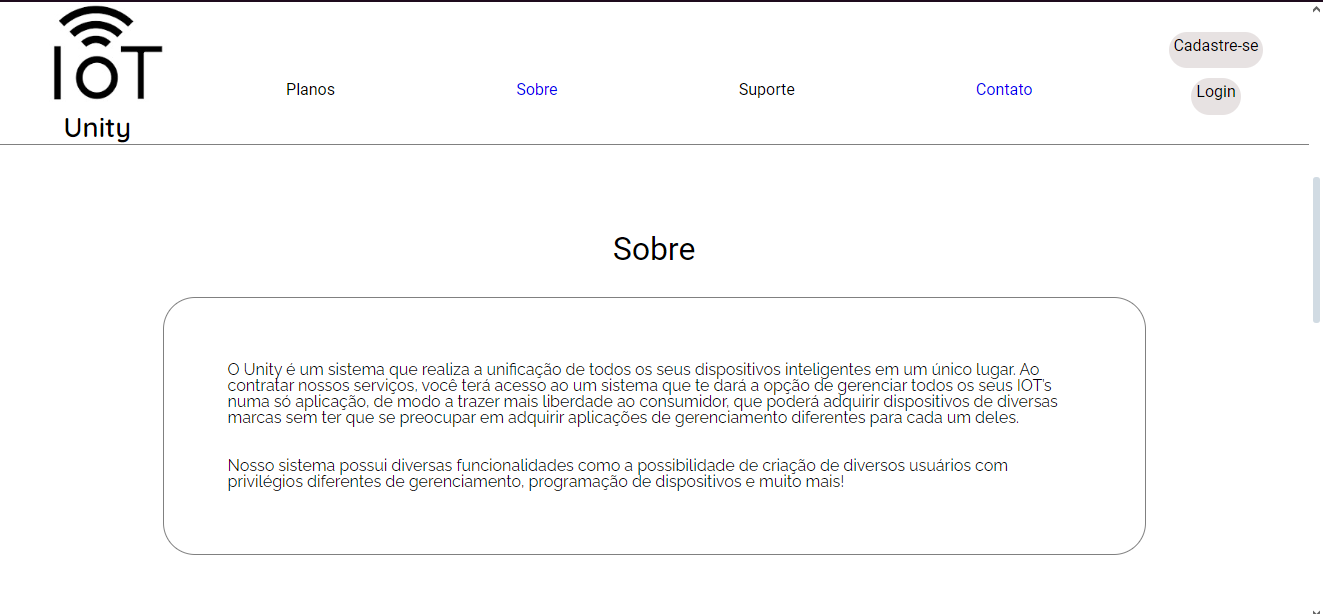 IoT
Unity
Planos
Sobre
Suporte
Contato
Cadastre-se
Login
Sobre
O Unity é um sistema que realiza a unificação de todos os seus dispositivos inteligentes em um único lugar. Ao
contratar nossos serviços, você terá acesso ao um sistema que te dará a opção de gerenciar todos os seus IOT's
numa só aplicação, de modo a trazer mais liberdade ao consumidor, que poderá adquirir dispositivos de diversas
marcas sem ter que se preocupar em adquirir aplicações de gerenciamento diferentes para cada um deles.
Nosso sistema possui diversas funcionalidades como a possibilidade de criação de diversos usuários com
privilégios diferentes de gerenciamento, programação de dispositivos e muito mais!